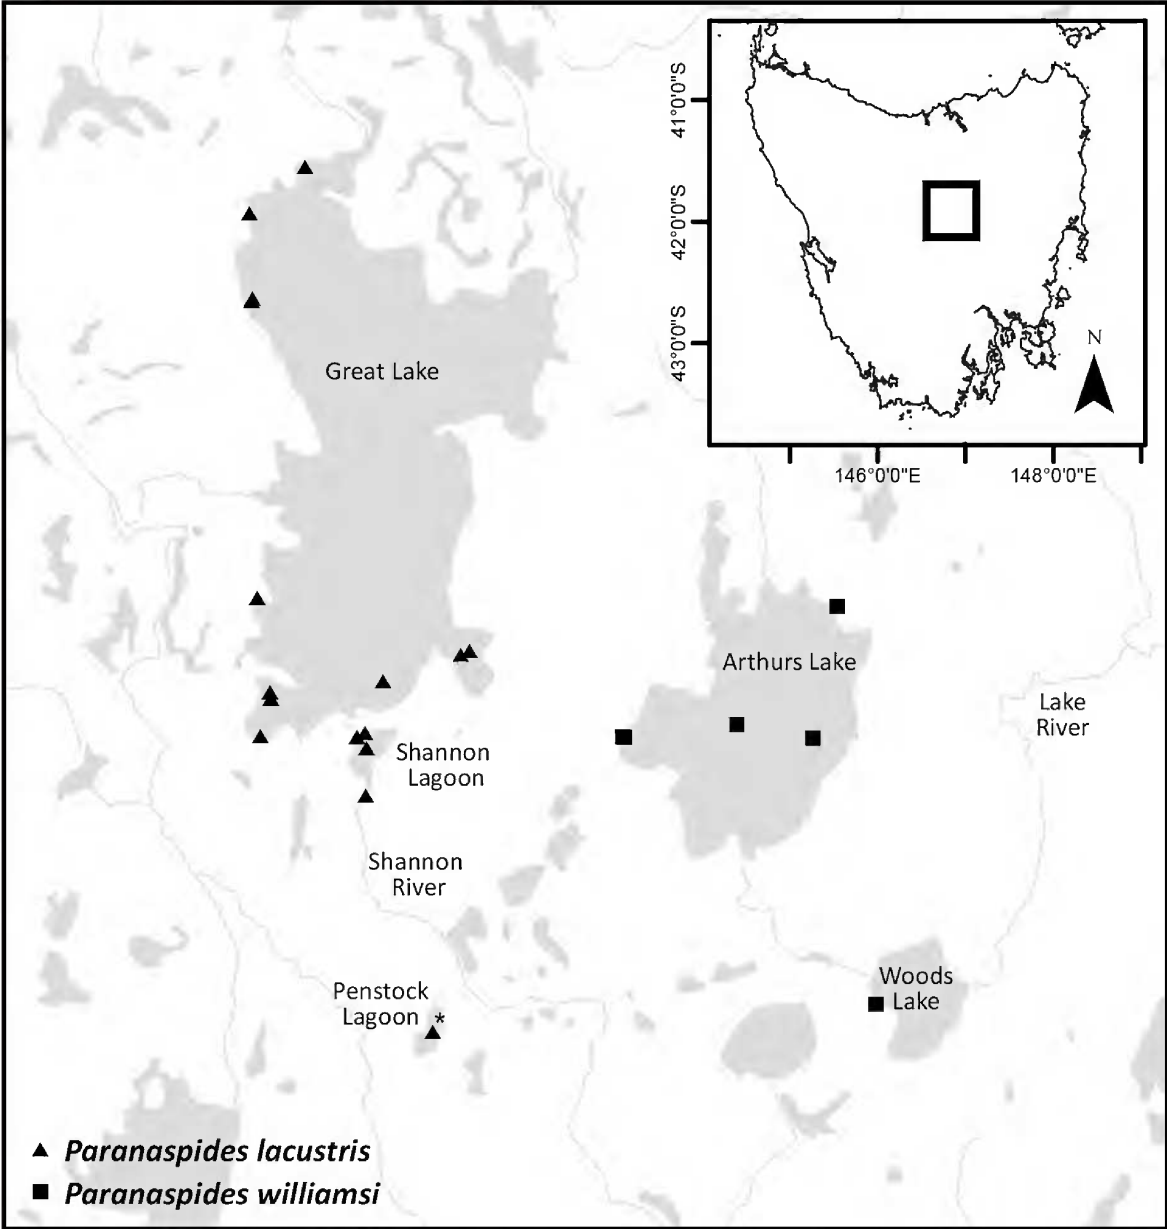 41°0'0"S
42°0'0"S
43°0'0"S
N
146°0'0"E
148°0'0"E
Great Lake
Arthurs Lake
Lake
River
Shannon
Lagoon
Shannon
River
Penstock
Lagoon *
Woods
Lake
Paranaspides lacustris
Paranaspides williamsi